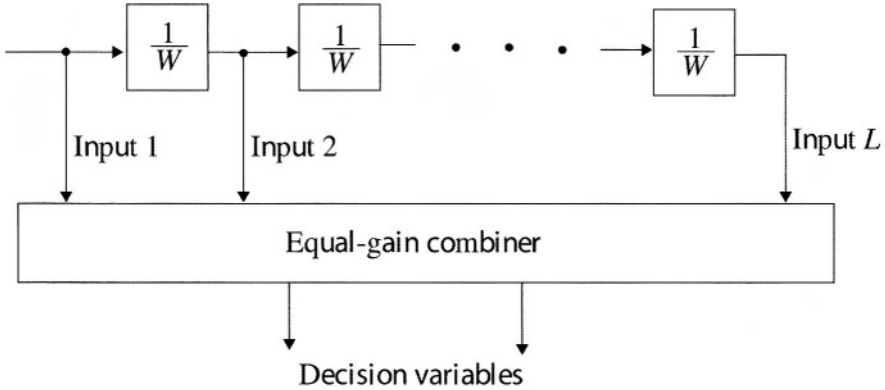 1/W
1/W
1/W
Input 1
Input 2
Input L
Equal-gain combiner
Decision variables